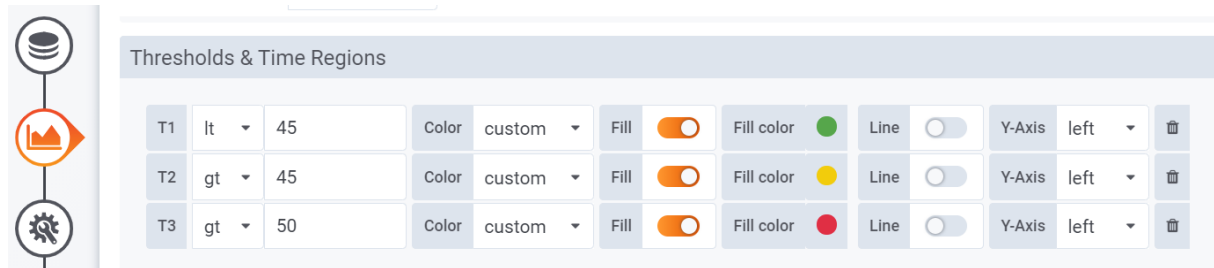 Thresholds & Time Regions
T1 lt 45 Color custom Fill Fill color Line Y-Axis left
T2 gt 45 Color custom Fill Fill color Line Y-Axis left
T3 gt 50 Color custom Fill Fill color Line Y-Axis left